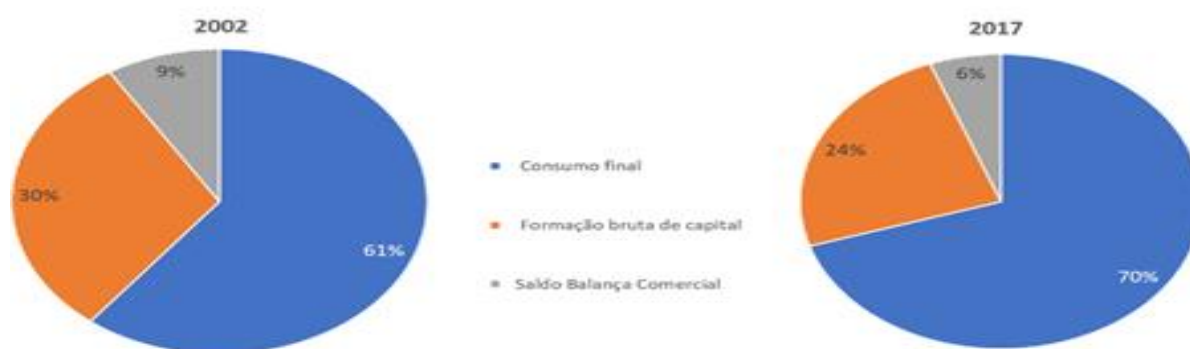 2002
9%
30%
61%
Consumo final
Formação bruta de capital
Saldo Balança Comercial
2017
6%
24%
70%